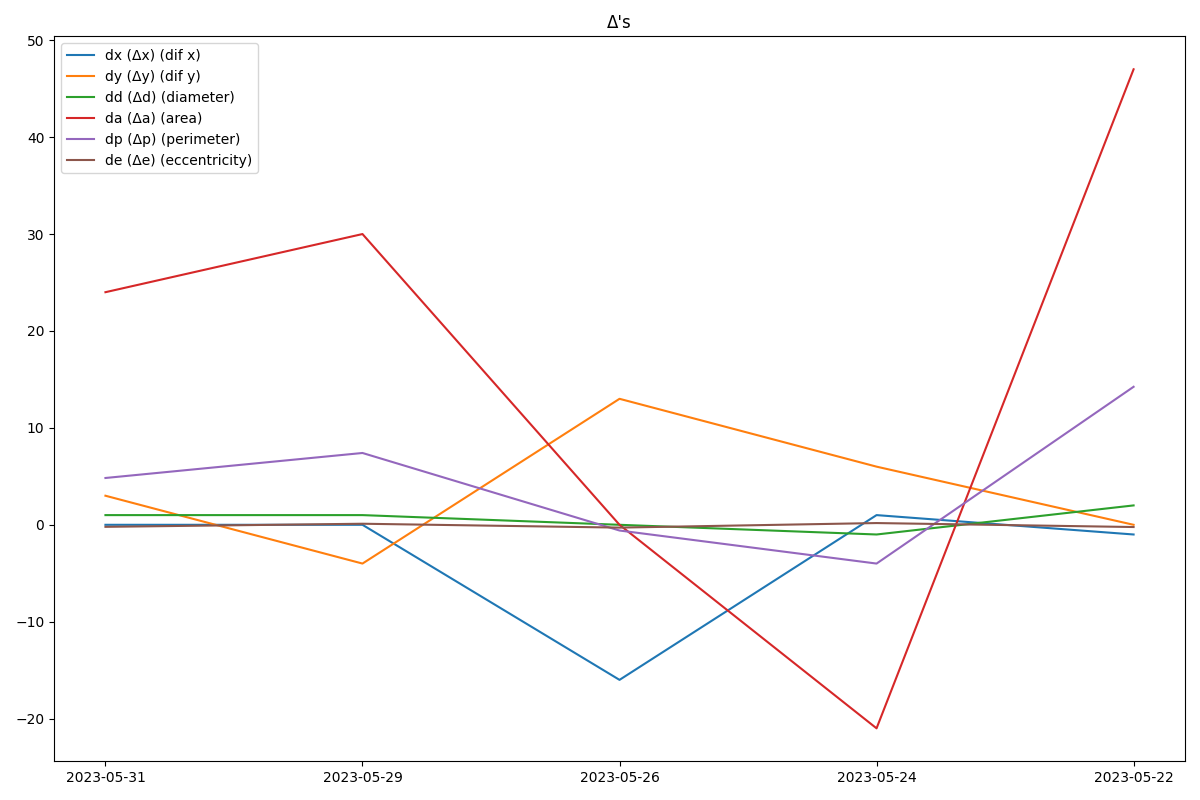 Δ's
50
40
30
20
10
0
−10
−20
dx (Δx) (dif x)
dy (Δy) (dif y)
dd (Δd) (diameter)
da (Δa) (area)
dp (Δp) (perimeter)
de (Δe) (eccentricity)
2023-05-31
2023-05-29
2023-05-26
2023-05-24
2023-05-22